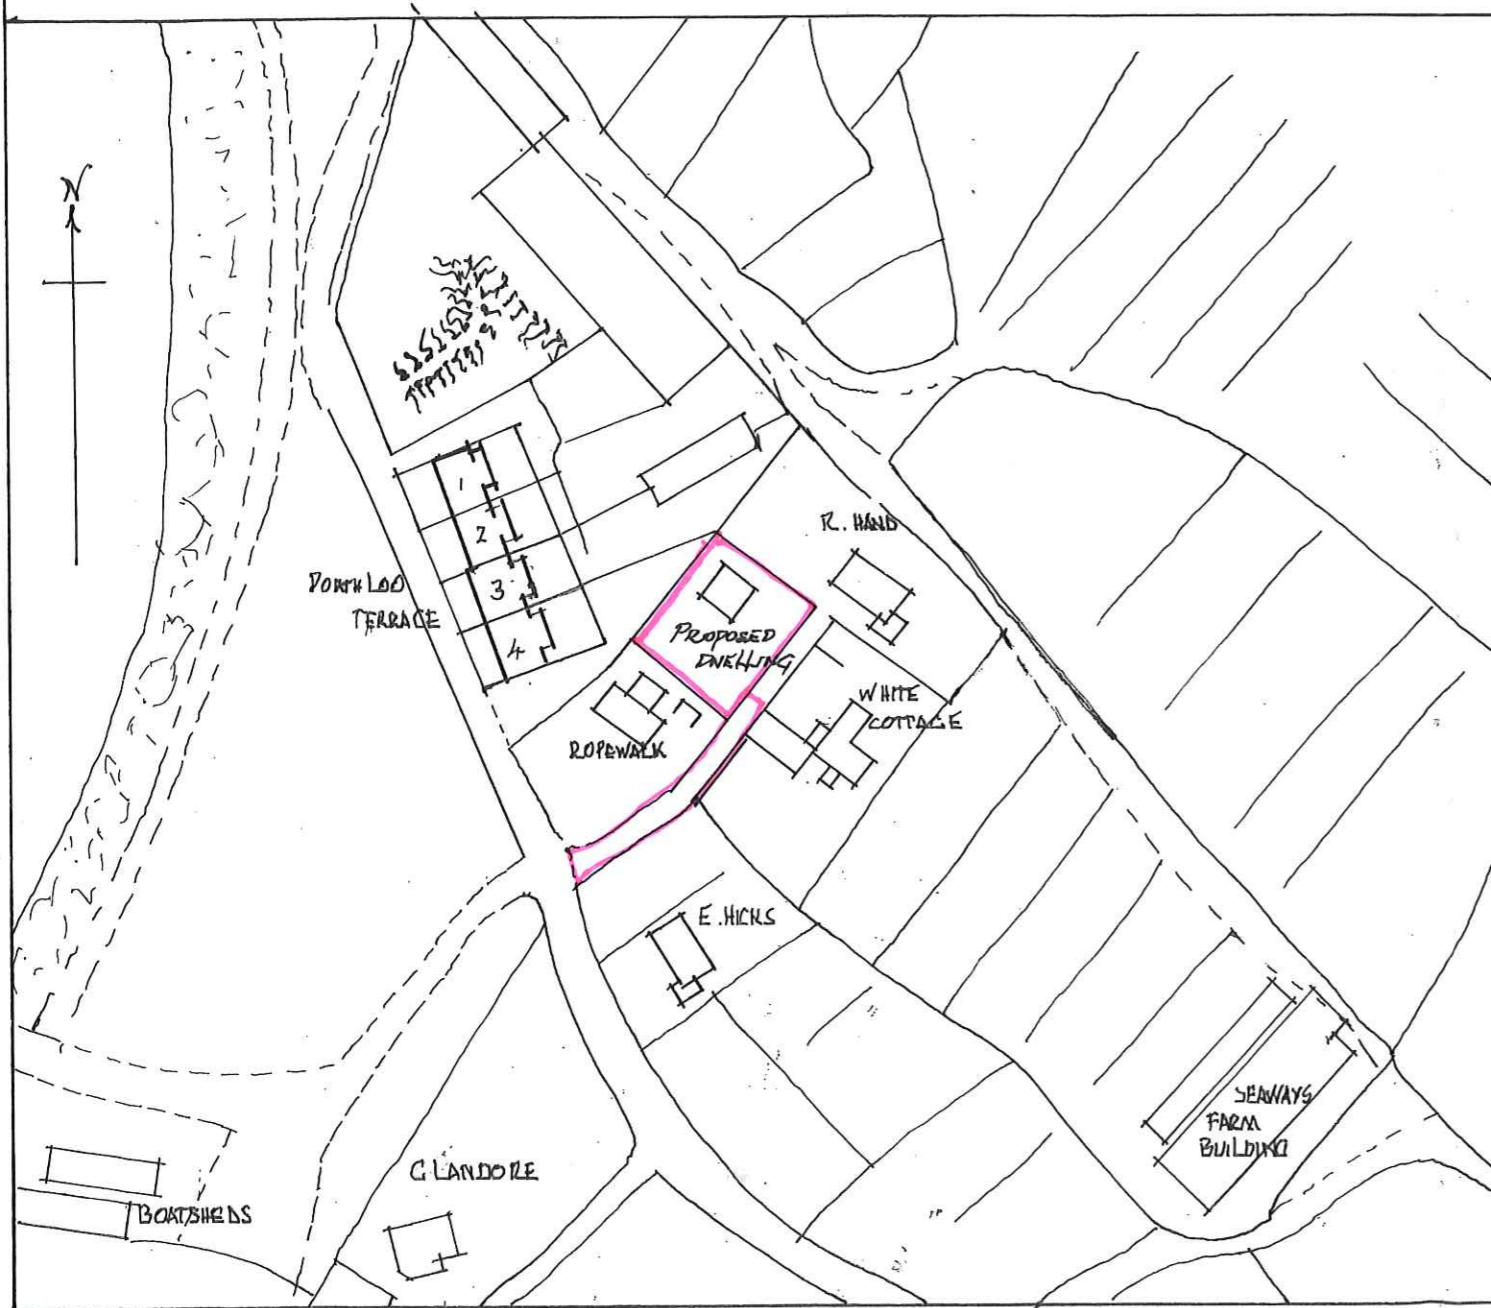 N
1
2
3
4
PORTHLOO
TERRACE
R. HAND
PROPOSED
DWELLING
WHITE
COTTAGE
ROPEWALK
E. HICKS
SEAWAYS
FARM
BUILDING
GLANDORE
BOATSHEDS